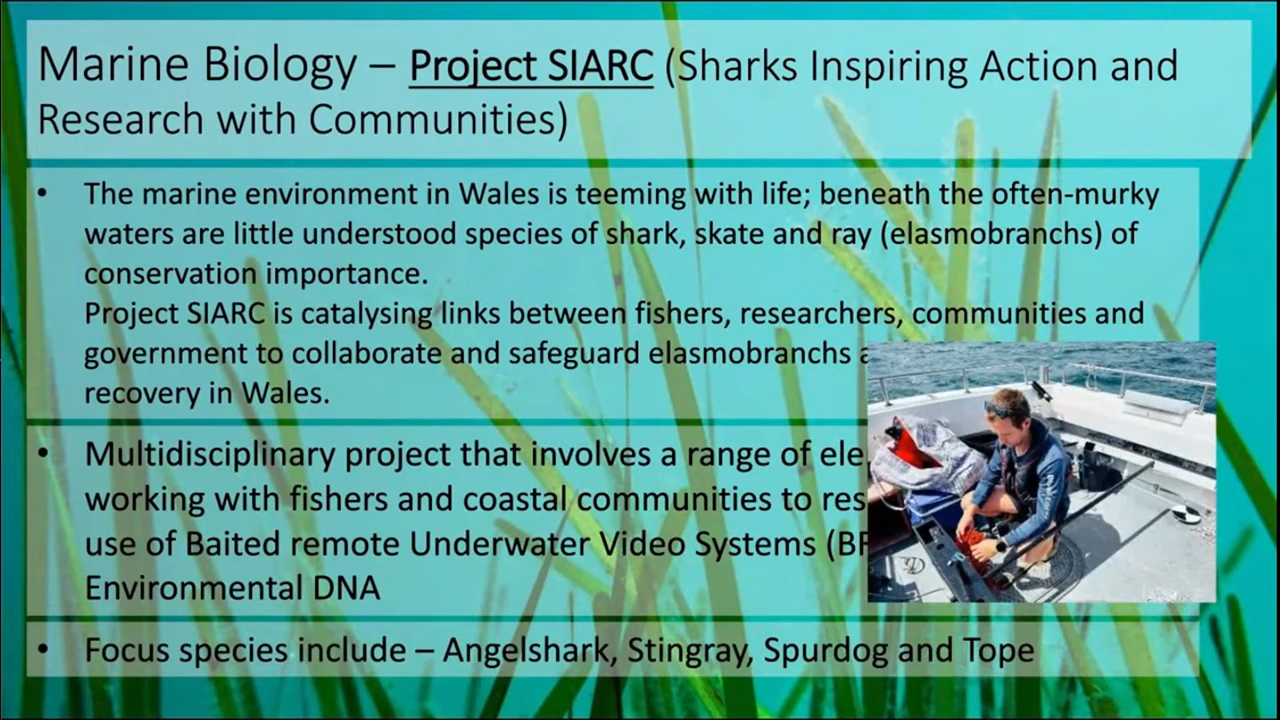 Marine Biology – Project SIARC (Sharks Inspiring Action and
Research with Communities)
• The marine environment in Wales is teeming with life; beneath the often-murky
waters are little understood species of shark, skate and ray (elasmobranchs) of
conservation importance.
Project SIARC is catalysing links between fishers, researchers, communities and
government to collaborate and safeguard elasmobranchs
recovery in Wales.
• Multidisciplinary project that involves a range of
working with fishers and coastal communities to
use of Baited remote Underwater Video Systems
Environmental DNA
• Focus species include – Angelshark, Stingray, Spurdog and Tope